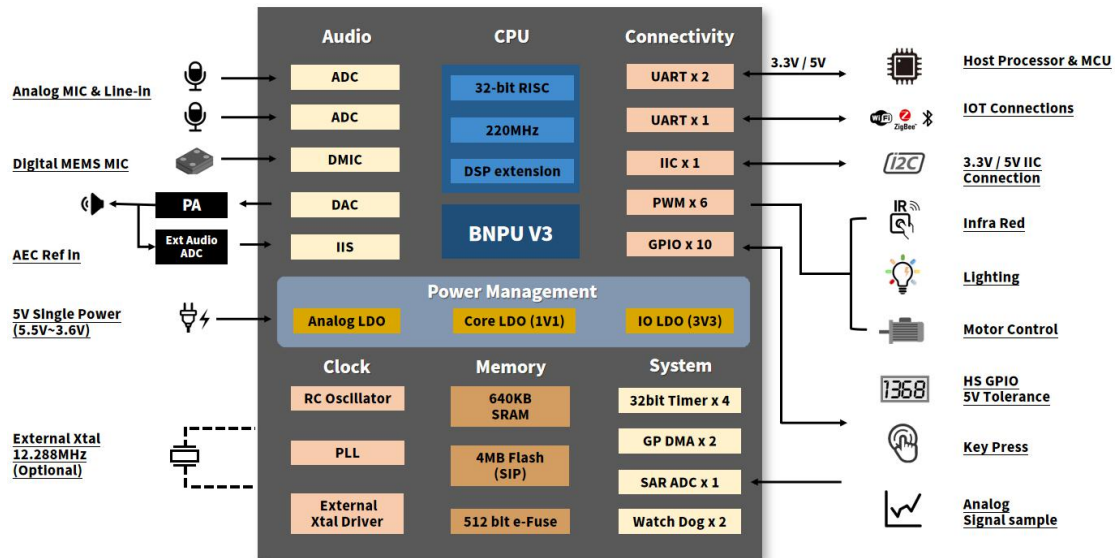 Audio
CPU
Connectivity
Analog MIC & Line-in
Digital MEMS MIC
PA
Ext Audio
ADC
AEC Ref in
5V Single Power
(5.5V~3.6V)
External Xtal
12.288MHz
(Optional)
ADC
ADC
DMIC
DAC
IIS
32-bit RISC
220MHz
DSP extension
BNPU V3
UART x 2
UART x 1
IIC x 1
PWM x 6
GPIO x 10
Power Management
Analog LDO
Core LDO (1V1)
IO LDO (3V3)
Clock
Memory
System
RC Oscillator
PLL
External
Xtal Driver
640KB
SRAM
4MB Flash
(SIP)
512 bit e-Fuse
32bit Timer x 4
GP DMA x 2
SAR ADC x 1
Watch Dog x 2
3.3V / 5V
Host Processor & MCU
WiFi
ZigBee
IOT Connections
I2C
3.3V / 5V IIC
Connection
IR
Infra Red
Lighting
Motor Control
1368
HS GPIO
5V Tolerance
Key Press
Analog
Signal sample